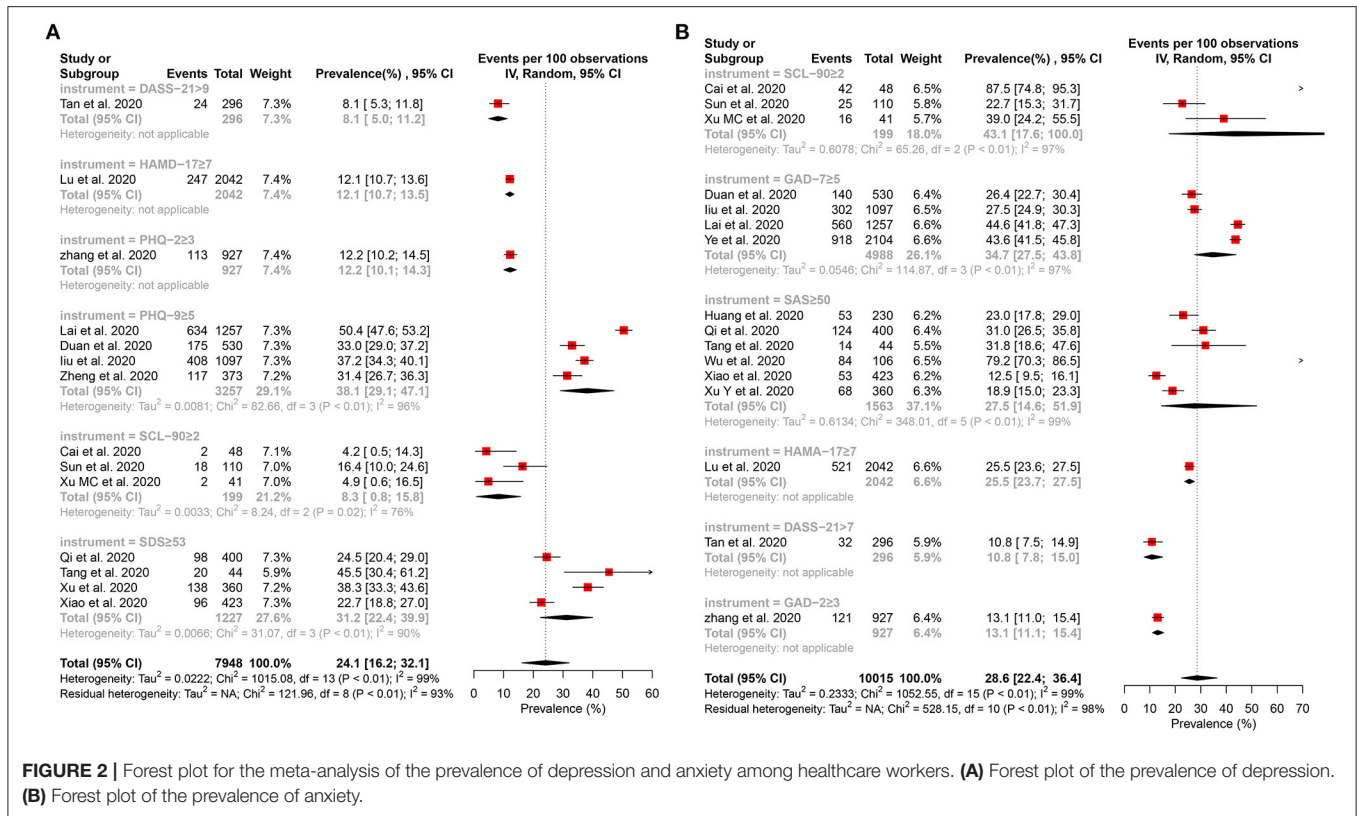 A
Study or
Subgroup Events Total Weight Prevalence(%) , 95% CI
Events per 100 observations
IV, Random, 95% CI
instrument = DASS−21>9
Tan et al. 2020 24 296 7.3% 8.1 [ 5.3; 11.8]
Total (95% CI) 296 7.3% 8.1 [ 5.0; 11.2]
Heterogeneity: not applicable
instrument = HAMD−17≥7
Lu et al. 2020 247 2042 7.4% 12.1 [10.7; 13.6]
Total (95% CI) 2042 7.4% 12.1 [10.7; 13.5]
Heterogeneity: not applicable
instrument = PHQ−2≥3
zhang et al. 2020 113 927 7.4% 12.2 [10.2; 14.5]
Total (95% CI) 927 7.4% 12.2 [10.1; 14.3]
Heterogeneity: not applicable
instrument = PHQ−9≥5
Lai et al. 2020 634 1257 7.3% 50.4 [47.6; 53.2]
Duan et al. 2020 175 530 7.3% 33.0 [29.0; 37.2]
liu et al. 2020 408 1097 7.3% 37.2 [34.3; 40.1]
Zheng et al. 2020 117 373 7.2% 31.4 [26.7; 36.3]
Total (95% CI) 3257 29.1% 38.1 [29.1; 47.1]
Heterogeneity: Tau² = 0.0081; Chi² = 82.66, df = 3 (P < 0.01); I² = 96%
instrument = SCL−90≥2
Cai et al. 2020 2 48 7.1% 4.2 [ 0.5; 14.3]
Sun et al. 2020 18 110 7.0% 16.4 [10.0; 24.6]
Xu MC et al. 2020 2 41 7.0% 4.9 [ 0.6; 16.5]
Total (95% CI) 199 21.2% 8.3 [ 0.8; 15.8]
Heterogeneity: Tau² = 0.0033; Chi² = 8.24, df = 2 (P = 0.02); I² = 76%
instrument = SDS≥53
Qi et al. 2020 98 400 7.3% 24.5 [20.4; 29.0]
Tang et al. 2020 20 44 5.9% 45.5 [30.4; 61.2]
Xu et al. 2020 138 360 7.2% 38.3 [33.3; 43.6]
Xiao et al. 2020 96 423 7.3% 22.7 [18.8; 27.0]
Total (95% CI) 1227 27.6% 31.2 [22.4; 39.9]
Heterogeneity: Tau² = 0.0066; Chi² = 31.07, df = 3 (P < 0.01); I² = 90%
Total (95% CI) 7948 100.0% 24.1 [16.2; 32.1]
Heterogeneity: Tau² = 0.0222; Chi² = 1015.08, df = 13 (P < 0.01); I² = 99%
Residual heterogeneity: Tau² = NA; Chi² = 121.96, df = 8 (P < 0.01); I² = 93%
0 10 20 30 40 50 60
Prevalence (%)
B
Study or
Subgroup Events Total Weight Prevalence(%) , 95% CI
Events per 100 observations
IV, Random, 95% CI
instrument = SCL−90≥2
Cai et al. 2020 42 48 6.5% 87.5 [74.8; 95.3]
Sun et al. 2020 25 110 5.8% 22.7 [15.3; 31.7]
Xu MC et al. 2020 16 41 5.7% 39.0 [24.2; 55.5]
Total (95% CI) 199 18.0% 43.1 [17.6; 100.0]
Heterogeneity: Tau² = 0.6078; Chi² = 65.26, df = 2 (P < 0.01); I² = 97%
instrument = GAD−7≥5
Duan et al. 2020 140 530 6.4% 26.4 [22.7; 30.4]
liu et al. 2020 302 1097 6.5% 27.5 [24.9; 30.3]
Lai et al. 2020 560 1257 6.6% 44.6 [41.8; 47.3]
Ye et al. 2020 918 2104 6.6% 43.6 [41.5; 45.8]
Total (95% CI) 4988 26.1% 34.7 [27.5; 43.8]
Heterogeneity: Tau² = 0.0546; Chi² = 114.87, df = 3 (P < 0.01); I² = 97%
instrument = SAS≥50
Huang et al. 2020 53 230 6.2% 23.0 [17.8; 29.0]
Qi et al. 2020 124 400 6.4% 31.0 [26.5; 35.8]
Tang et al. 2020 14 44 5.5% 31.8 [18.6; 47.6]
Wu et al. 2020 84 106 6.5% 79.2 [70.3; 86.5]
Xiao et al. 2020 53 423 6.2% 12.5 [ 9.5; 16.1]
Xu Y et al. 2020 68 360 6.2% 18.9 [15.0; 23.3]
Total (95% CI) 1563 37.1% 27.5 [14.6; 51.9]
Heterogeneity: Tau² = 0.6134; Chi² = 348.01, df = 5 (P < 0.01); I² = 99%
instrument = HAMA−17≥7
Lu et al. 2020 521 2042 6.6% 25.5 [23.6; 27.5]
Total (95% CI) 2042 6.6% 25.5 [23.7; 27.5]
Heterogeneity: not applicable
instrument = DASS−21>7
Tan et al. 2020 32 296 5.9% 10.8 [ 7.5; 14.9]
Total (95% CI) 296 5.9% 10.8 [ 7.8; 15.0]
Heterogeneity: not applicable
instrument = GAD−2≥3
zhang et al. 2020 121 927 6.4% 13.1 [11.0; 15.4]
Total (95% CI) 927 6.4% 13.1 [11.1; 15.4]
Heterogeneity: not applicable
Total (95% CI) 10015 100.0% 28.6 [22.4; 36.4]
Heterogeneity: Tau² = 0.2333; Chi² = 1052.55, df = 15 (P < 0.01); I² = 99%
Residual heterogeneity: Tau² = NA; Chi² = 528.15, df = 10 (P < 0.01); I² = 98%
0 10 20 30 40 50 60 70
Prevalence (%)
FIGURE 2 | Forest plot for the meta-analysis of the prevalence of depression and anxiety among healthcare workers. (A) Forest plot of the prevalence of depression.
(B) Forest plot of the prevalence of anxiety.